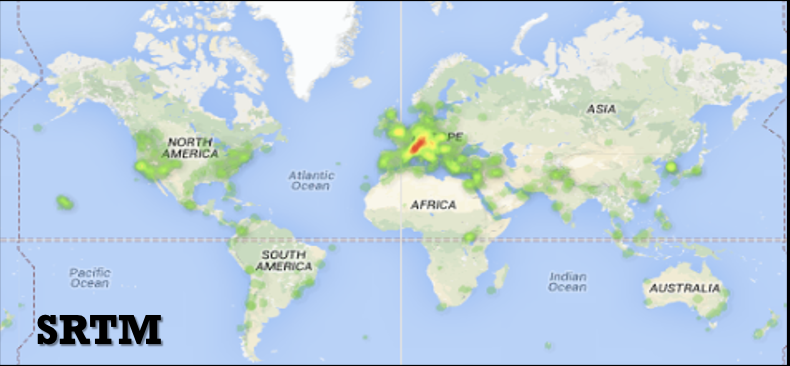 ASIA
PE
NORTH
AMERICA
Atlantic
Ocean
AFRICA
SOUTH
AMERICA
Pacific
Ocean
Indian
Ocean
AUSTRALIA
SRTM